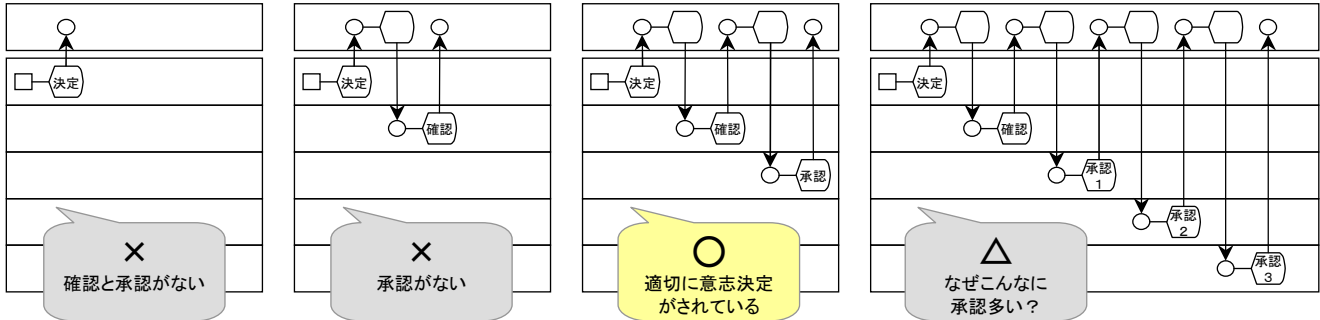 決定
×
確認と承認がない
決定
確認
×
承認がない
決定
確認
承認
○
適切に意志決定
がされている
決定
確認
承認
1
承認
2
承認
3
△
なぜこんなに
承認多い?